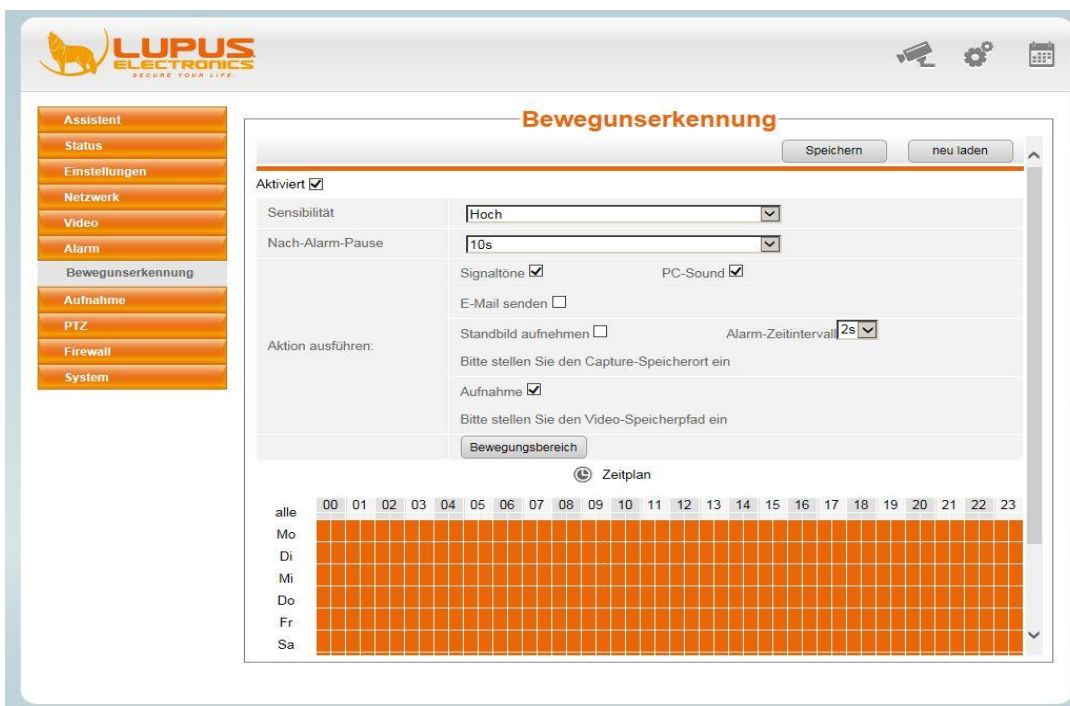 LUPUS
ELECTRONICS
SECURE YOUR LIFE.
Assistent
Status
Einstellungen
Netzwerk
Video
Alarm
Bewegunserkennung
Aufnahme
PTZ
Firewall
System
Bewegunserkennung
Speichern neu laden
Aktiviert
Sensibilität Hoch
Nach-Alarm-Pause 10s
Aktion ausführen:
Signaltöne PC-Sound
E-Mail senden
Standbild aufnehmen Alarm-Zeitintervall 2s
Bitte stellen Sie den Capture-Speicherort ein
Aufnahme
Bitte stellen Sie den Video-Speicherpfad ein
Bewegungsbereich
Zeitplan
alle 00 01 02 03 04 05 06 07 08 09 10 11 12 13 14 15 16 17 18 19 20 21 22 23
Mo
Di
Mi
Do
Fr
Sa